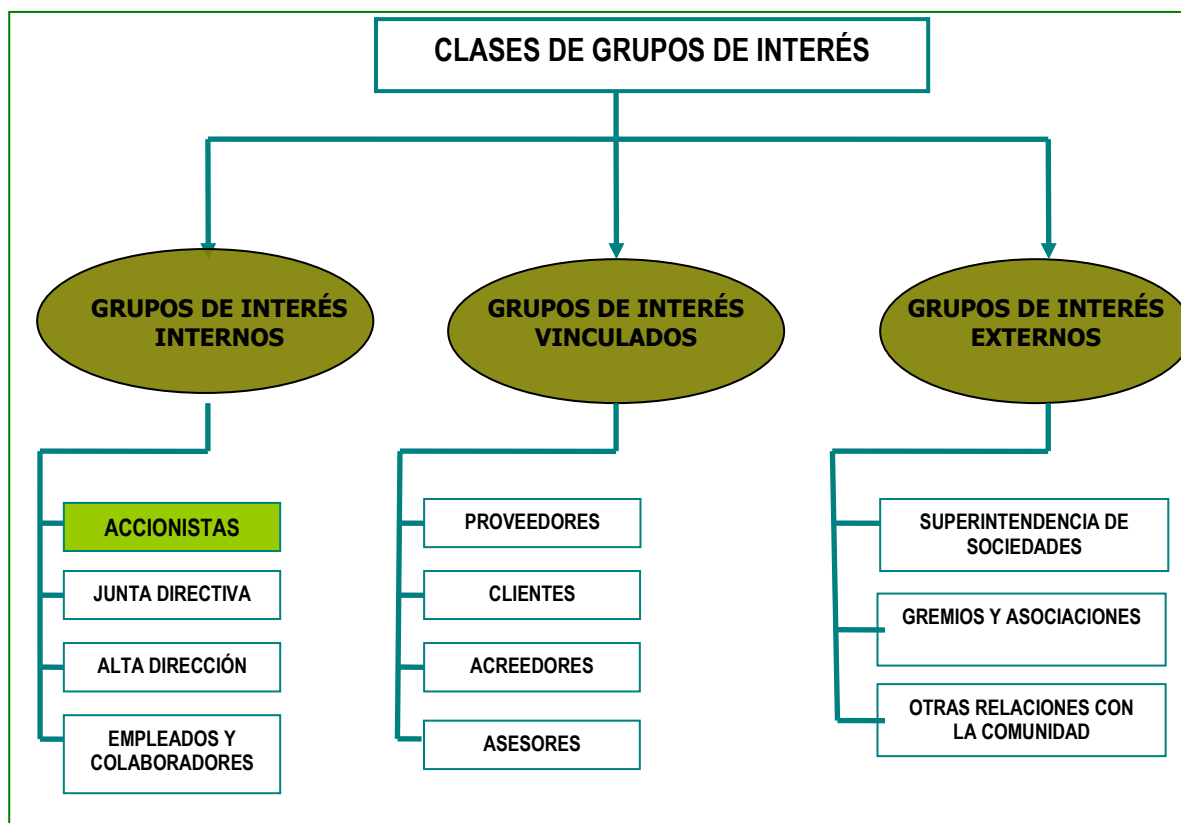 CLASES DE GRUPOS DE INTERÉS
GRUPOS DE INTERÉS
INTERNOS
ACCIONISTAS
JUNTA DIRECTIVA
ALTA DIRECCIÓN
EMPLEADOS Y
COLABORADORES
GRUPOS DE INTERÉS
VINCULADOS
PROVEEDORES
CLIENTES
ACREEDORES
ASESORES
GRUPOS DE INTERÉS
EXTERNOS
SUPERINTENDENCIA DE
SOCIEDADES
GREMIOS Y ASOCIACIONES
OTRAS RELACIONES CON
LA COMUNIDAD